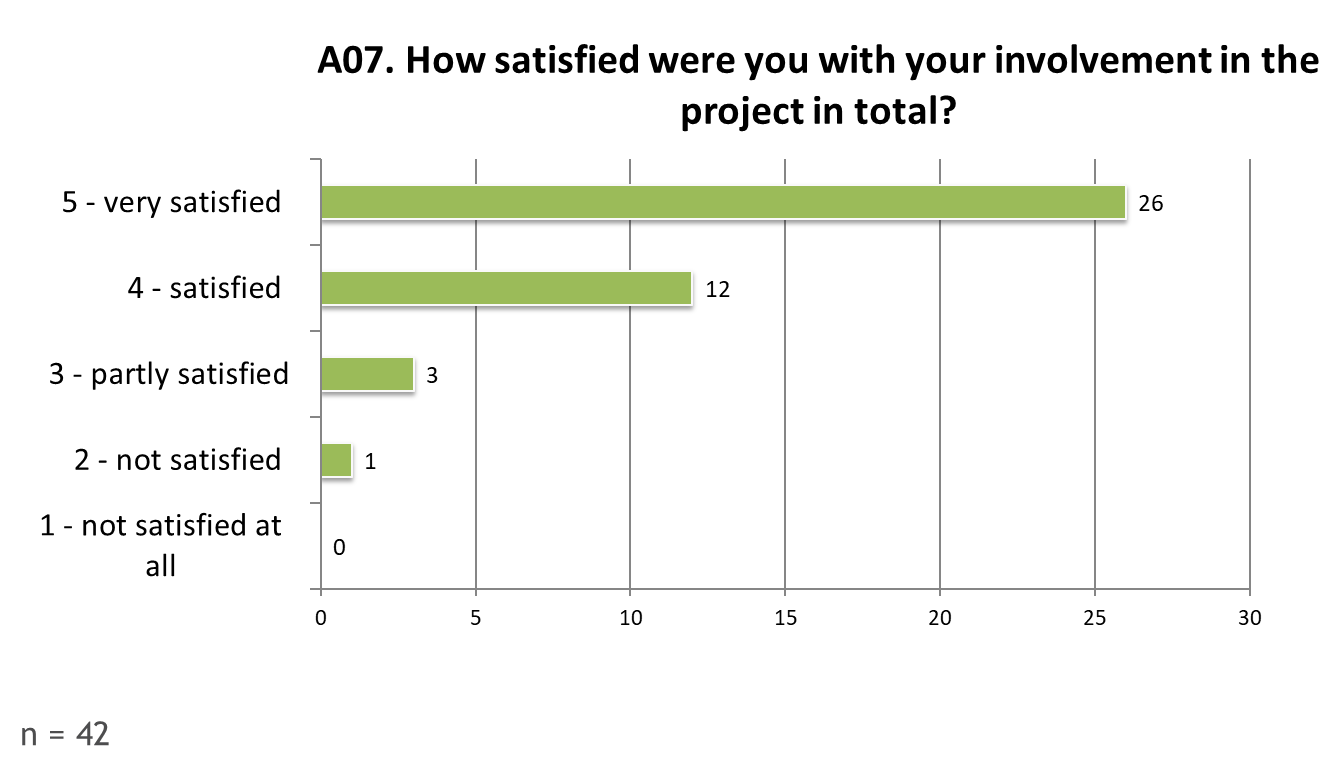 A07. How satisfied were you with your involvement in the
project in total?
5 - very satisfied
26
4 - satisfied
12
3 - partly satisfied
3
2 - not satisfied
1
1 - not satisfied at
all
0
0 5 10 15 20 25 30
n = 42